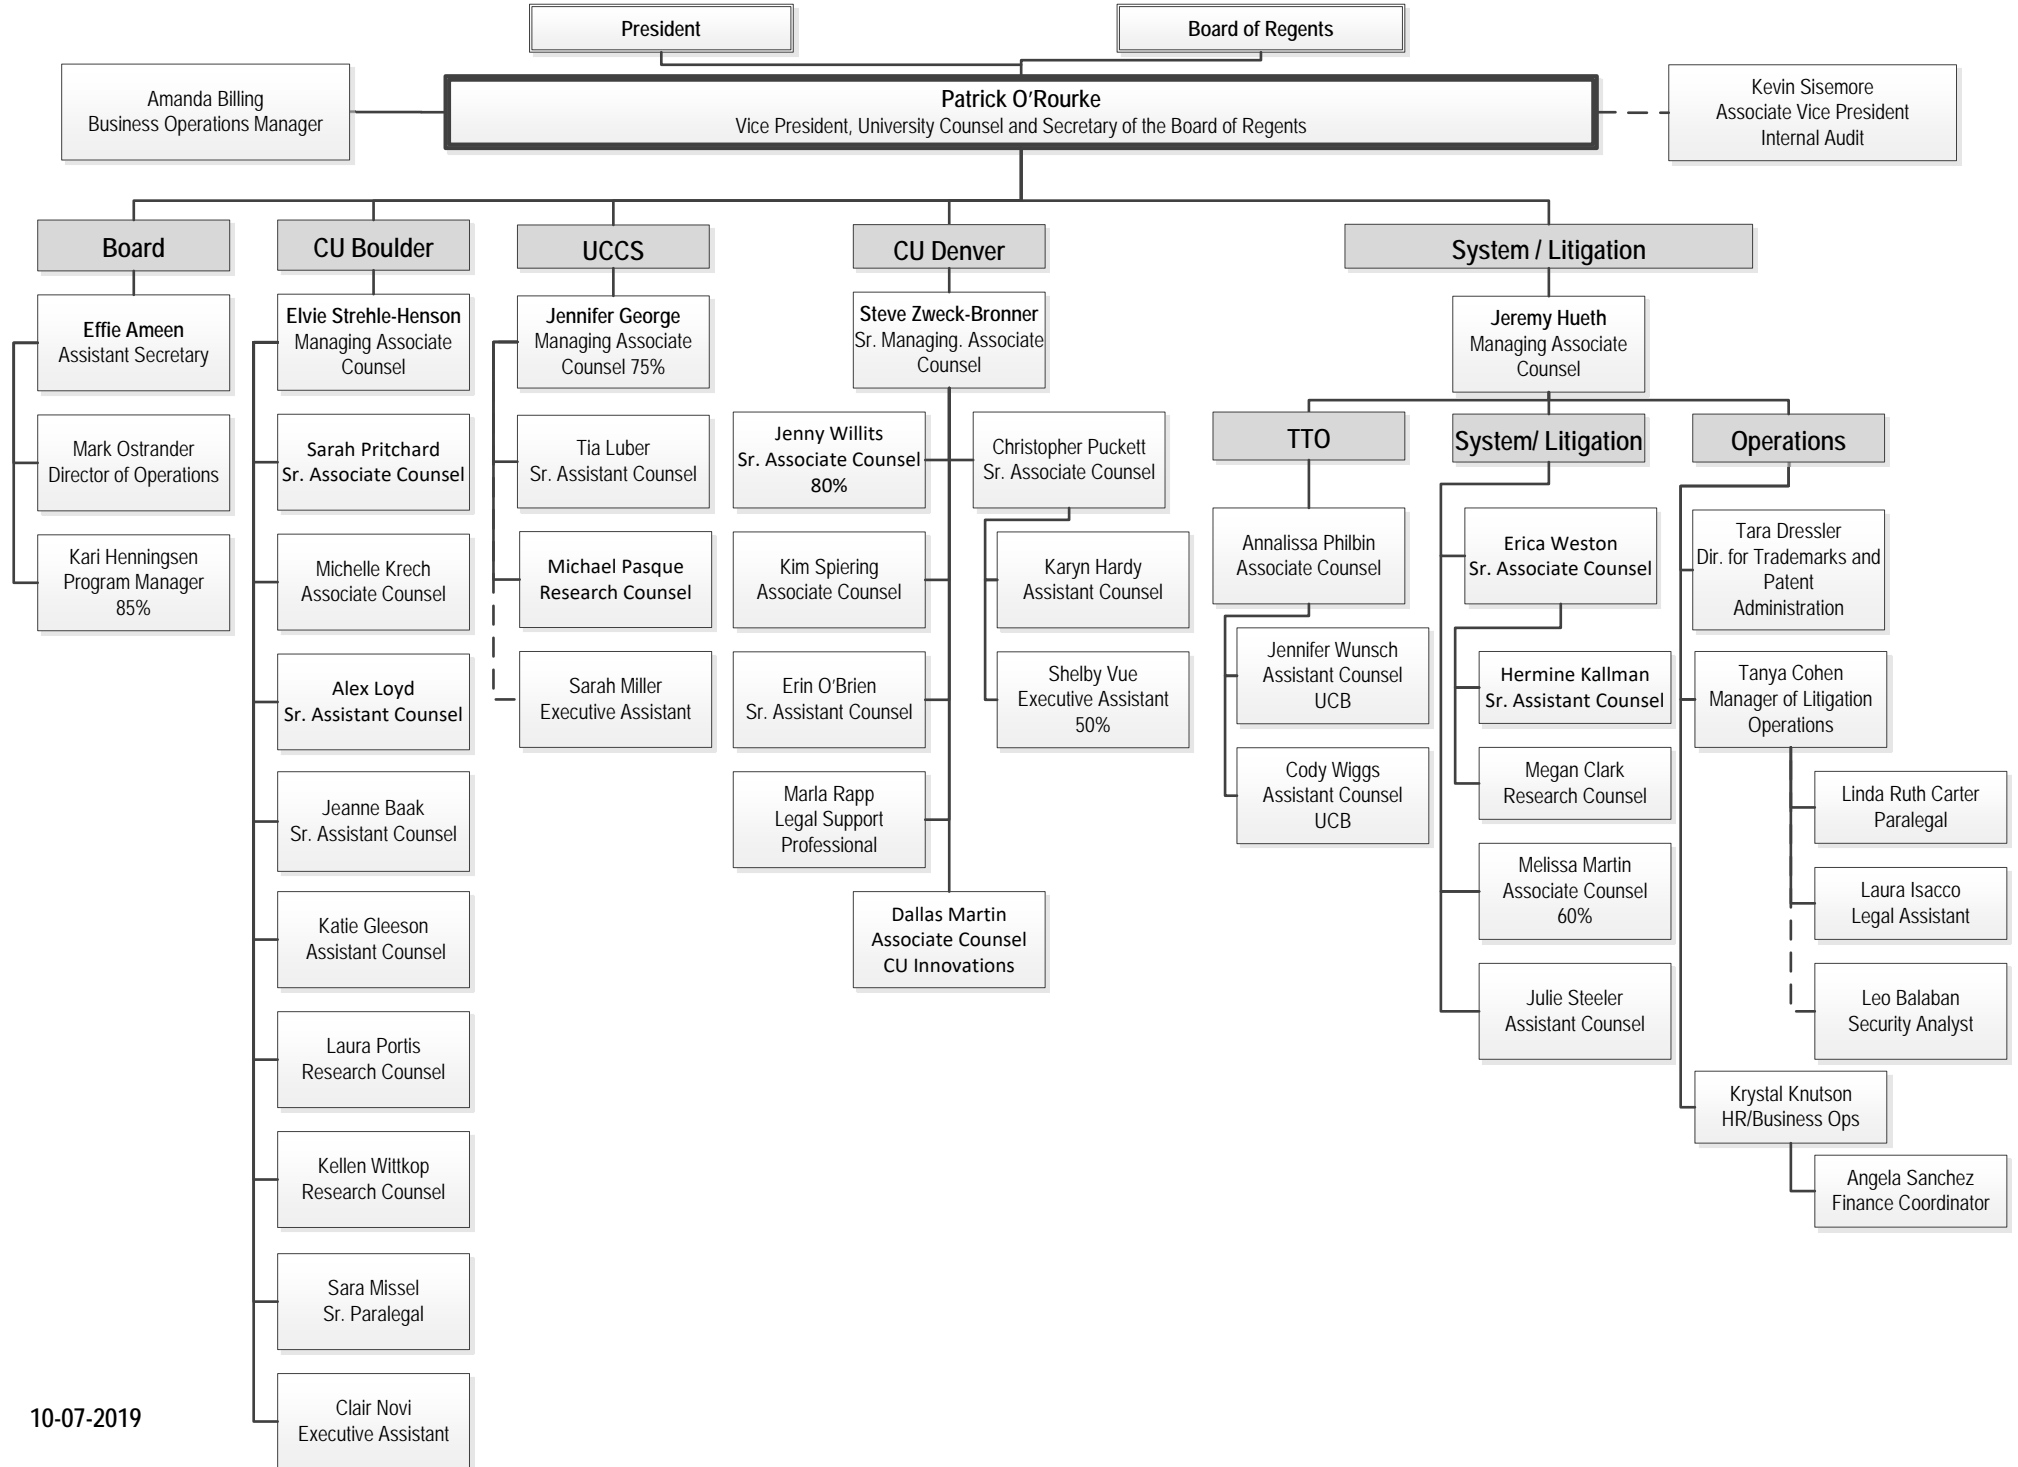 President
Board of Regents
Amanda Billing
Business Operations Manager
Patrick O'Rourke
Vice President, University Counsel and Secretary of the Board of Regents
Kevin Sisemore
Associate Vice President
Internal Audit
Board
Effie Ameen
Assistant Secretary
Mark Ostrander
Director of Operations
Kari Henningsen
Program Manager
85%
CU Boulder
Elvie Strehle-Henson
Managing Associate
Counsel
Sarah Pritchard
Sr. Associate Counsel
Michelle Krech
Associate Counsel
Alex Loyd
Sr. Assistant Counsel
Jeanne Baak
Sr. Assistant Counsel
Katie Gleeson
Assistant Counsel
Laura Portis
Research Counsel
Kellen Wittkop
Research Counsel
Sara Missel
Sr. Paralegal
Clair Novi
Executive Assistant
UCCS
Jennifer George
Managing Associate
Counsel 75%
Tia Luber
Sr. Assistant Counsel
Michael Pasque
Research Counsel
Sarah Miller
Executive Assistant
CU Denver
Steve Zweck-Bronner
Sr. Managing. Associate
Counsel
Jenny Willits
Sr. Associate Counsel
80%
Kim Spiering
Associate Counsel
Erin O'Brien
Sr. Assistant Counsel
Marla Rapp
Legal Support
Professional
Christopher Puckett
Sr. Associate Counsel
Karyn Hardy
Assistant Counsel
Shelby Vue
Executive Assistant
50%
Dallas Martin
Associate Counsel
CU Innovations
System / Litigation
Jeremy Hueth
Managing Associate
Counsel
TTO
Annalissa Philbin
Associate Counsel
Jennifer Wunsch
Assistant Counsel
UCB
Cody Wiggs
Assistant Counsel
UCB
System/ Litigation
Erica Weston
Sr. Associate Counsel
Hermine Kallman
Sr. Assistant Counsel
Megan Clark
Research Counsel
Melissa Martin
Associate Counsel
60%
Julie Steeler
Assistant Counsel
Operations
Tara Dressler
Dir. for Trademarks and
Patent
Administration
Tanya Cohen
Manager of Litigation
Operations
Linda Ruth Carter
Paralegal
Laura Isacco
Legal Assistant
Leo Balaban
Security Analyst
Krystal Knutson
HR/Business Ops
Angela Sanchez
Finance Coordinator
10-07-2019